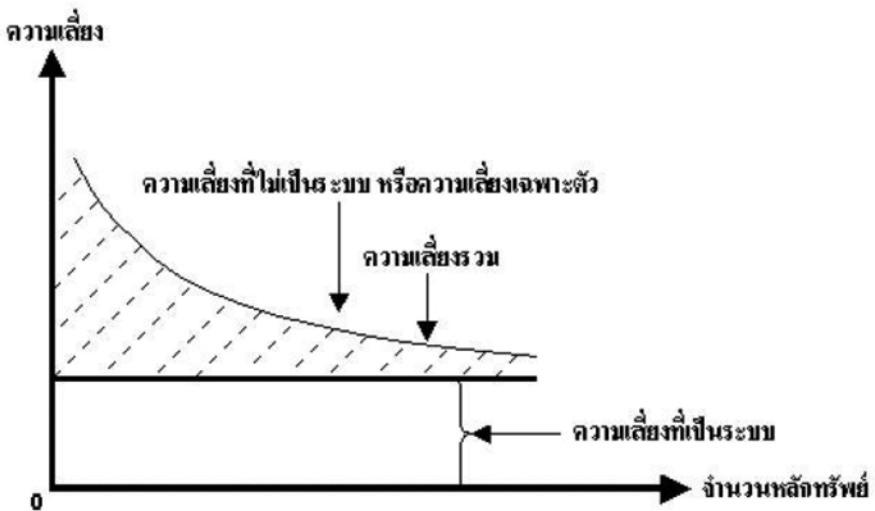 ความเสี่ยง
ความเสี่ยงที่ไม่เป็นระบบ หรือความเสี่ยงเฉพาะตัว
ความเสี่ยงรวม
ความเสี่ยงที่เป็นระบบ
0
จำนวนหลักทรัพย์